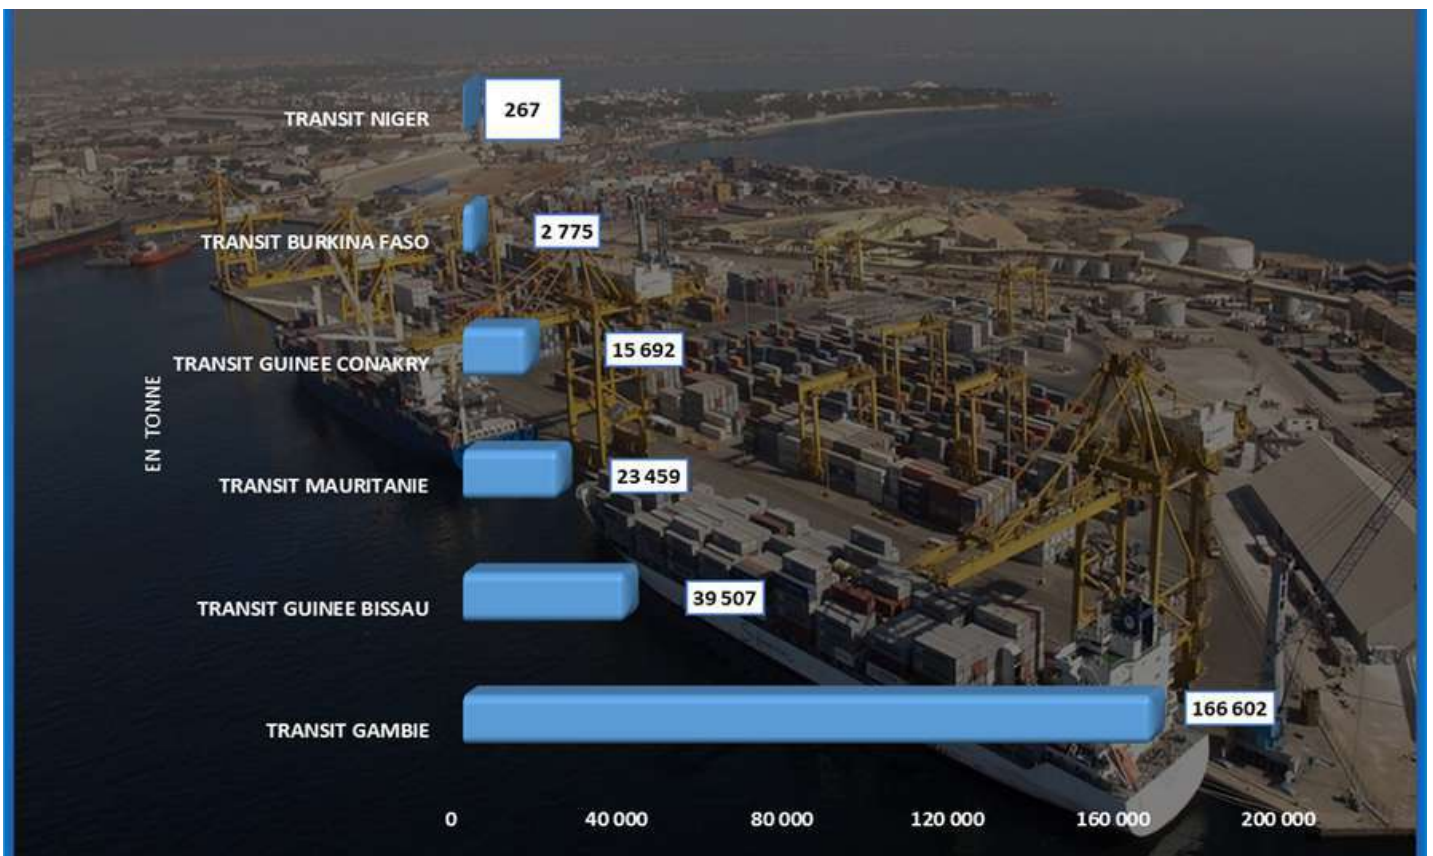 TRANSIT NIGER 267
TRANSIT BURKINA FASO 2 775
TRANSIT GUINEE CONAKRY 15 692
EN TONNE
TRANSIT MAURITANIE 23 459
TRANSIT GUINEE BISSAU 39 507
TRANSIT GAMBIE 166 602
0 40 000 80 000 120 000 160 000 200 000